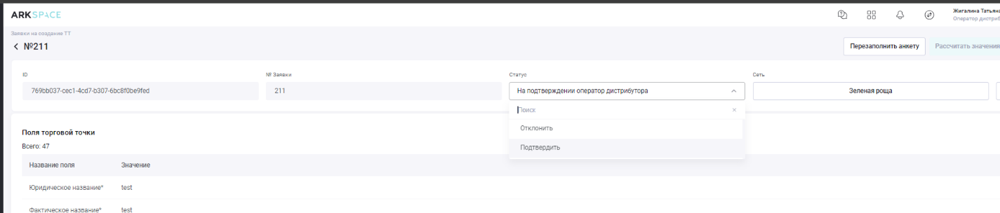 ARKSPACE
Жигалина Татьяна
Оператор дистриб
Заявки на создание ТТ
№211
Перезаполнить анкету
Рассчитать значения
ID
№ Заявки
Статус
Сеть
769bb037-cec1-4cd7-b307-6bc8f0be9fed
211
На подтверждении оператор дистрибутора
Зеленая роща
Поиск
Отклонить
Подтвердить
Поля торговой точки
Всего: 47
Название поля
Значение
Юридическое название*
test
Фактическое название*
test